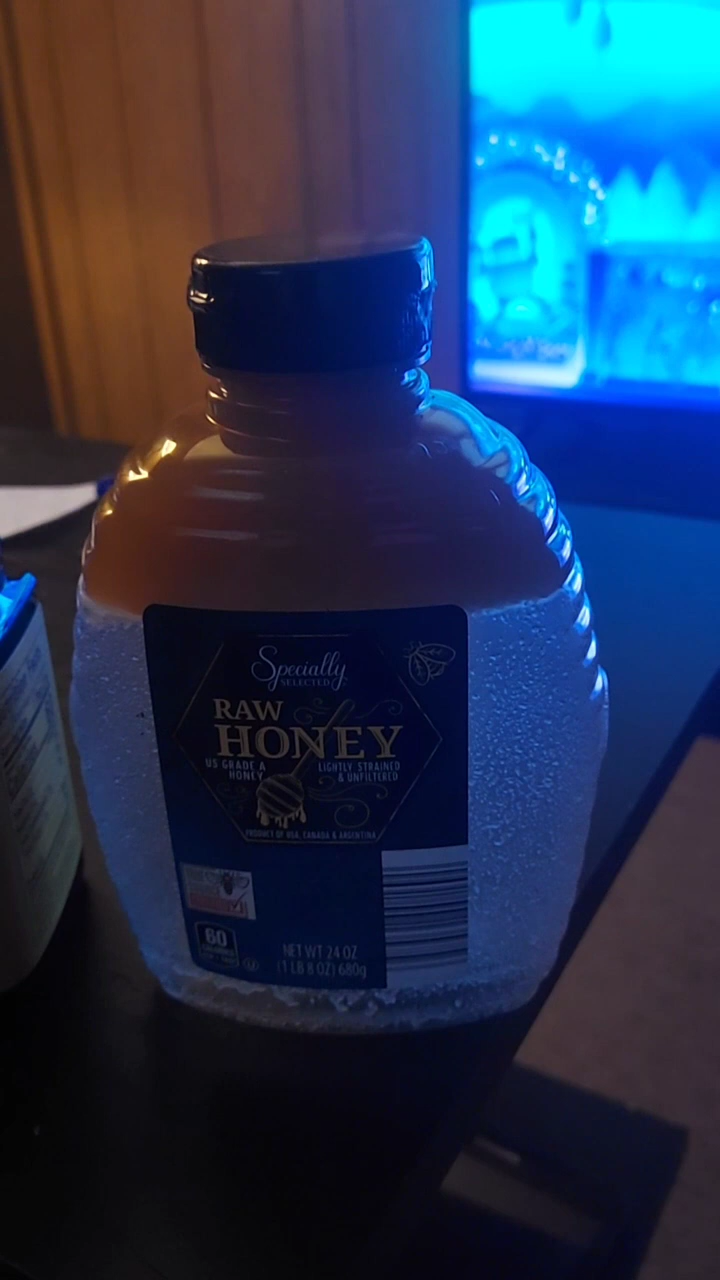 Specially
SELECTED
RAW
HONEY
US GRADE A
HONEY
LIGHTLY STRAINED
& UNFILTERED
PRODUCT OF USA, CANADA & ARGENTINA
60
CALORIES
NET WT 24 OZ
(1 LB 8 OZ) 680g